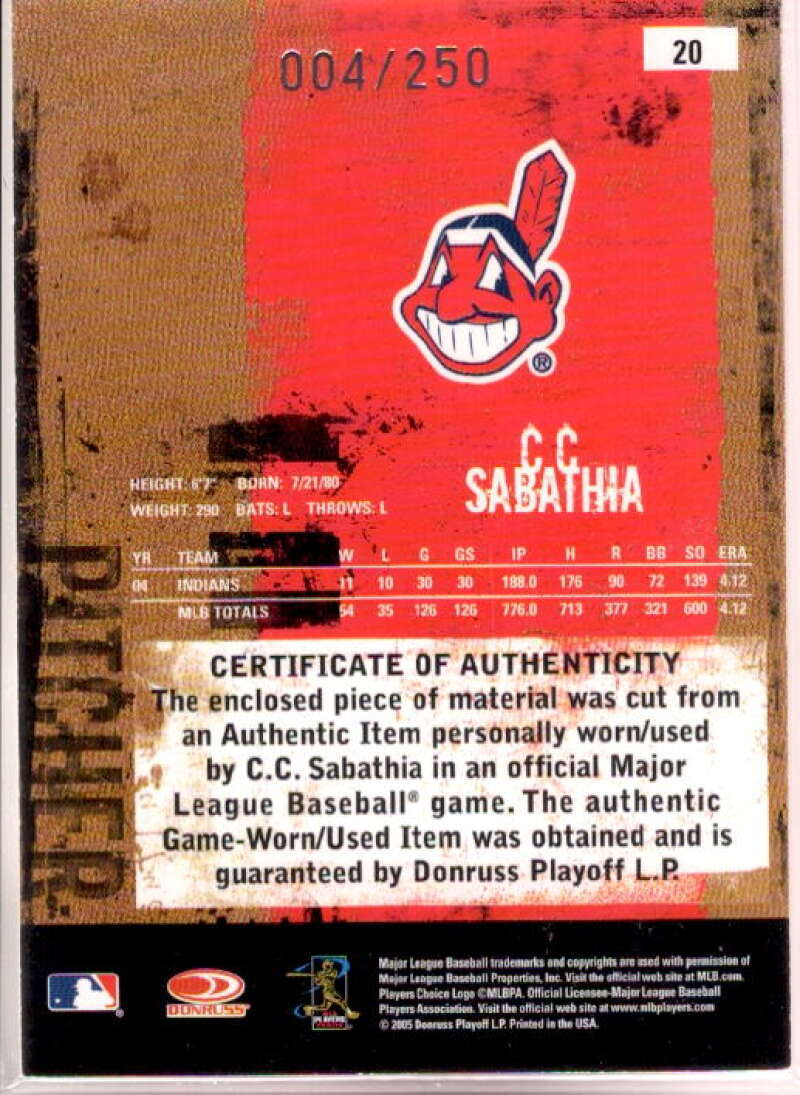 004/250
20
®
C.C.
SABATHIA
HEIGHT: 6'7" BORN: 7/21/80
WEIGHT: 290 BATS: L THROWS: L
YR TEAM W L G GS IP H R BB SO ERA
04 INDIANS 11 10 30 30 188.0 176 90 72 139 4.12
MLB TOTALS 54 35 126 126 776.0 713 377 321 600 4.12
PITCHER
CERTIFICATE OF AUTHENTICITY
The enclosed piece of material was cut from
an Authentic Item personally worn/used
by C.C. Sabathia in an official Major
League Baseball® game. The authentic
Game-Worn/Used Item was obtained and is
guaranteed by Donruss Playoff L.P.
DONRUSS
PLAYERS
CHOICE
Major League Baseball trademarks and copyrights are used with permission of
Major League Baseball Properties, Inc. Visit the official web site at MLB.com.
Players Choice Logo ©MLBPA. Official Licensee-Major League Baseball
Players Association. Visit the official web site at www.mlbplayers.com
© 2005 Donruss Playoff L.P. Printed in the USA.